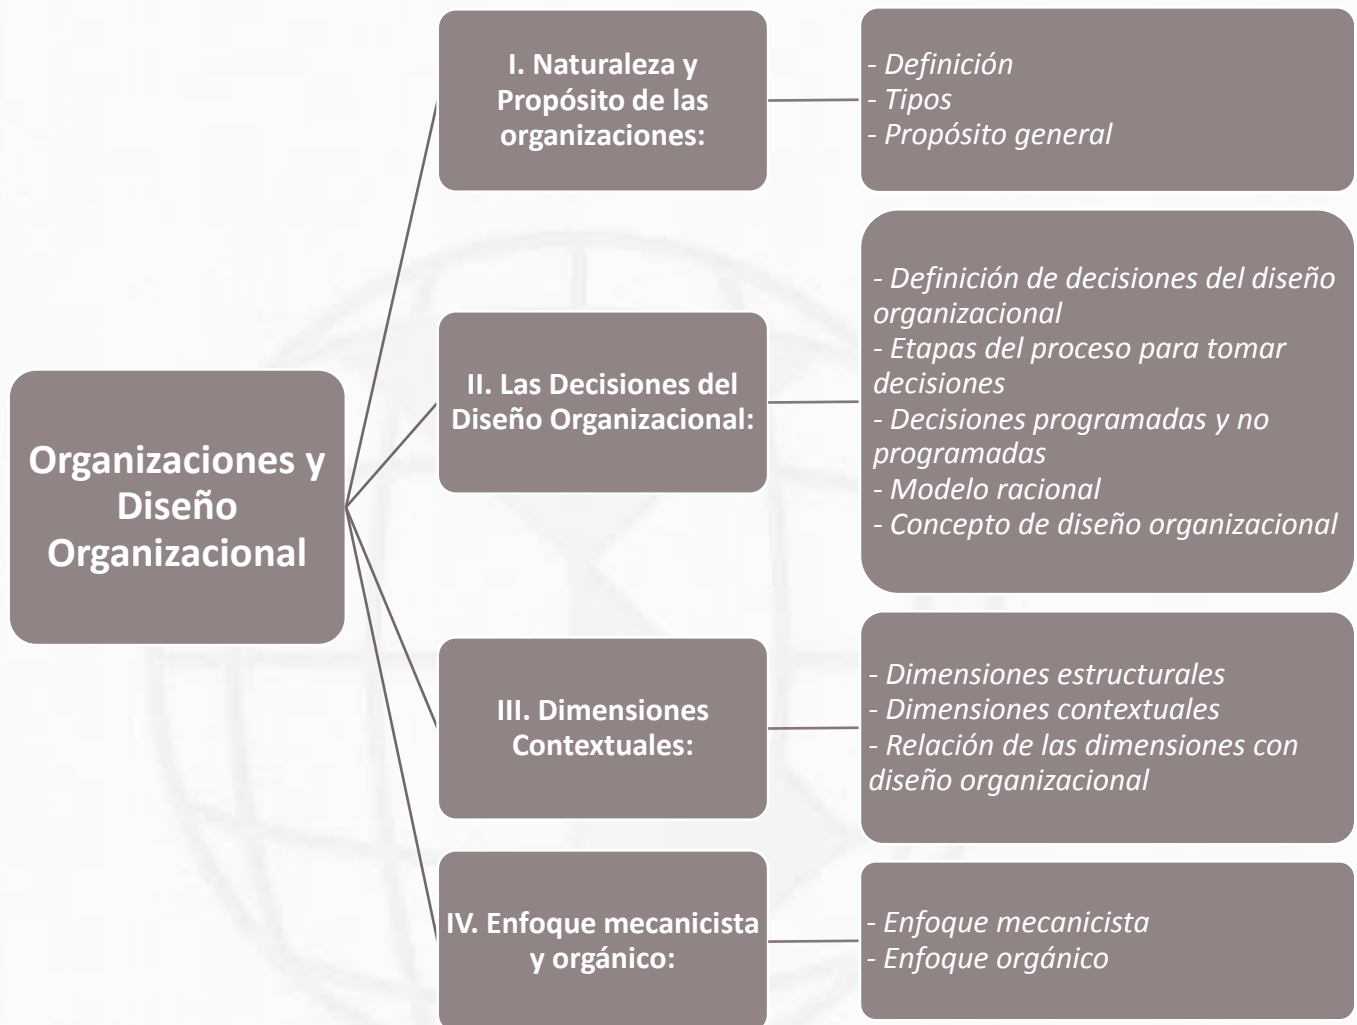 Organizaciones y
Diseño
Organizacional
I. Naturaleza y
Propósito de las
organizaciones:
- Definición
- Tipos
- Propósito general
II. Las Decisiones del
Diseño Organizacional:
- Definición de decisiones del diseño
organizacional
- Etapas del proceso para tomar
decisiones
- Decisiones programadas y no
programadas
- Modelo racional
- Concepto de diseño organizacional
III. Dimensiones
Contextuales:
- Dimensiones estructurales
- Dimensiones contextuales
- Relación de las dimensiones con
diseño organizacional
IV. Enfoque mecanicista
y orgánico:
- Enfoque mecanicista
- Enfoque orgánico